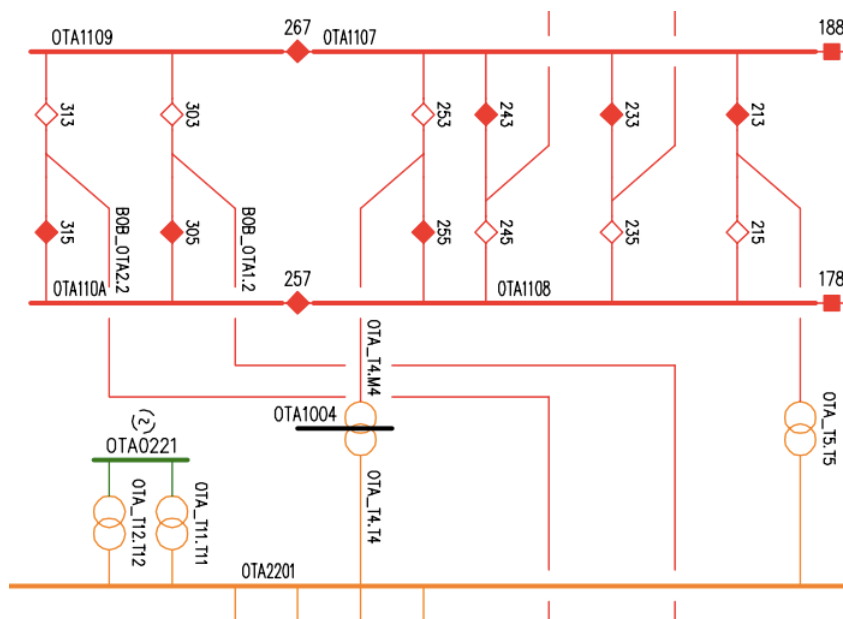 OTA1109
267
OTA1107
188
313
303
253
243
233
213
315
BOB_OTA2.2
305
BOB_OTA1.2
255
245
235
215
OTA110A
257
OTA1108
178
OTA_T4.M4
OTA1004
OTA_T5.T5
(2)
OTA0221
OTA_T12.T12
OTA_T11.T11
OTA_T4.T4
OTA2201